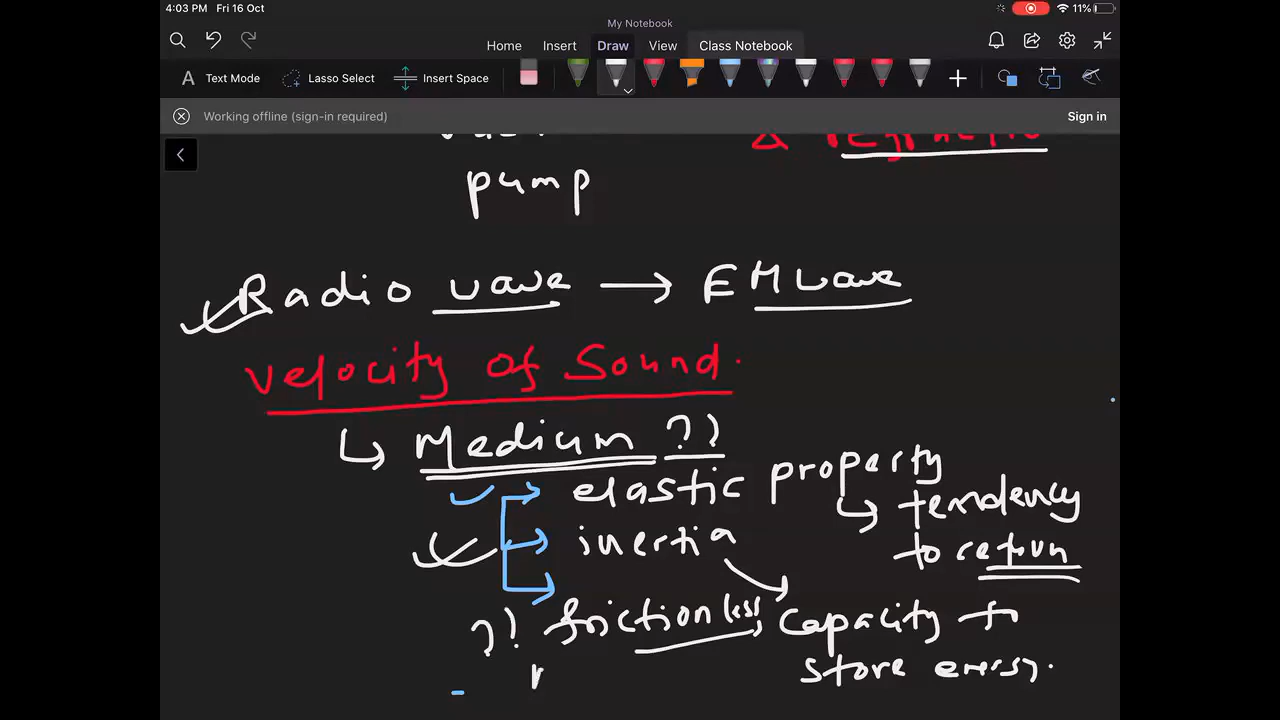 4:03 PM Fri 16 Oct
11%
My Notebook
Home Insert Draw View Class Notebook
Text Mode Lasso Select Insert Space
Working offline (sign-in required) Sign in
pump
Radio wave → EM wave
Velocity of Sound.
↳ Medium ??
→ elastic property
↳ tendency
to return
→ inertia
→ frictionless
??
capacity to
store energy.